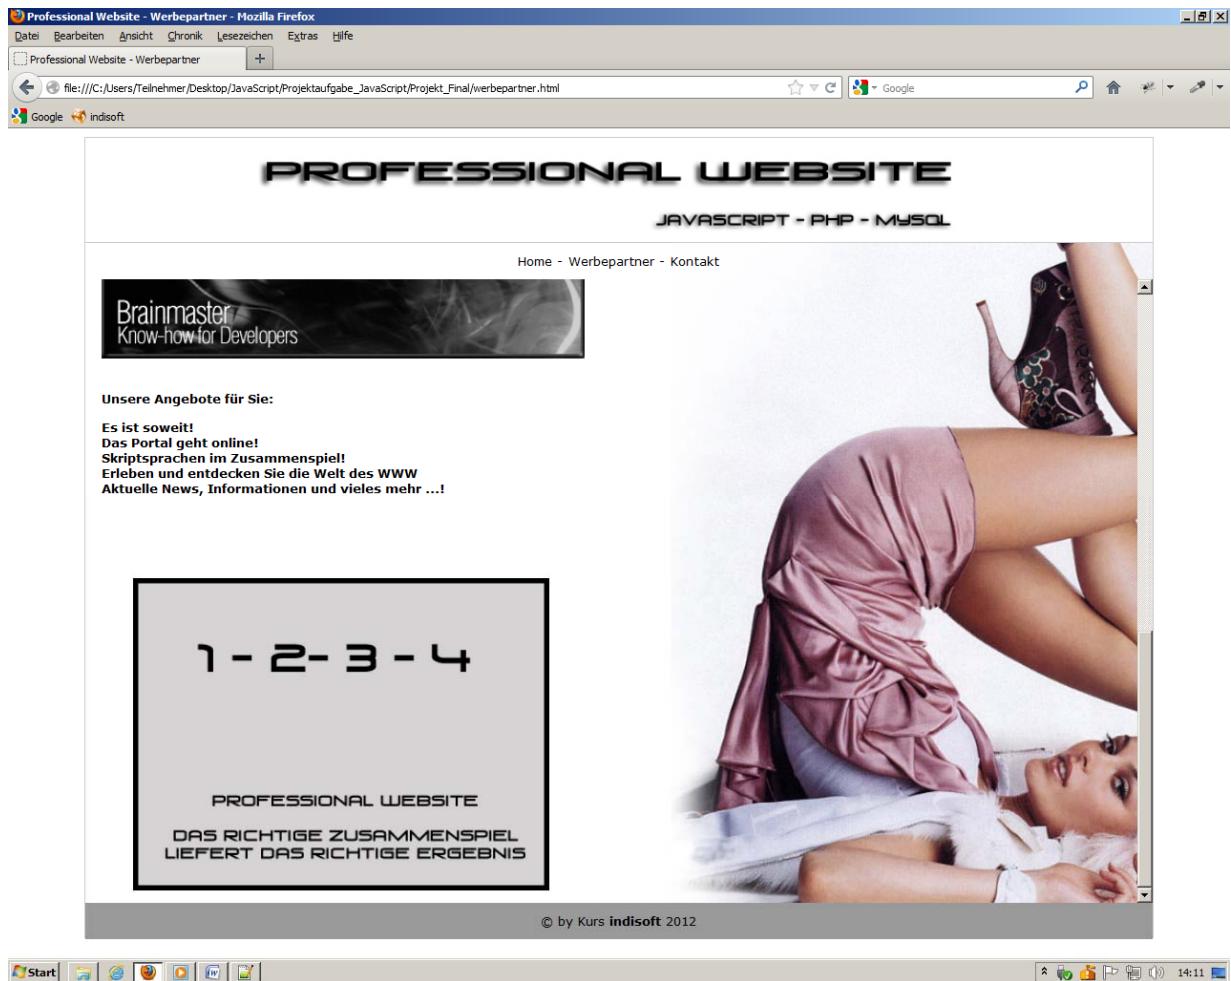 Professional Website - Werbepartner - Mozilla Firefox
Datei Bearbeiten Ansicht Chronik Lesezeichen Extras Hilfe
Professional Website - Werbepartner
file:///C:/Users/Teilnehmer/Desktop/JavaScript/Projektaufgabe_JavaScript/Projekt_Final/werbepartner.html
Google
Google indisoft
PROFESSIONAL WEBSITE
JAVASCRIPT - PHP - MYSQL
Home - Werbepartner - Kontakt
Brainmaster
Know-how for Developers
Unsere Angebote für Sie:
Es ist soweit!
Das Portal geht online!
Skriptsprachen im Zusammenspiel!
Erleben und entdecken Sie die Welt des WWW
Aktuelle News, Informationen und vieles mehr ...!
1 - 2- 3 - 4
PROFESSIONAL WEBSITE
DAS RICHTIGE ZUSAMMENSPIEL
LIEFERT DAS RICHTIGE ERGEBNIS
© by Kurs indisoft 2012
Start
14:11